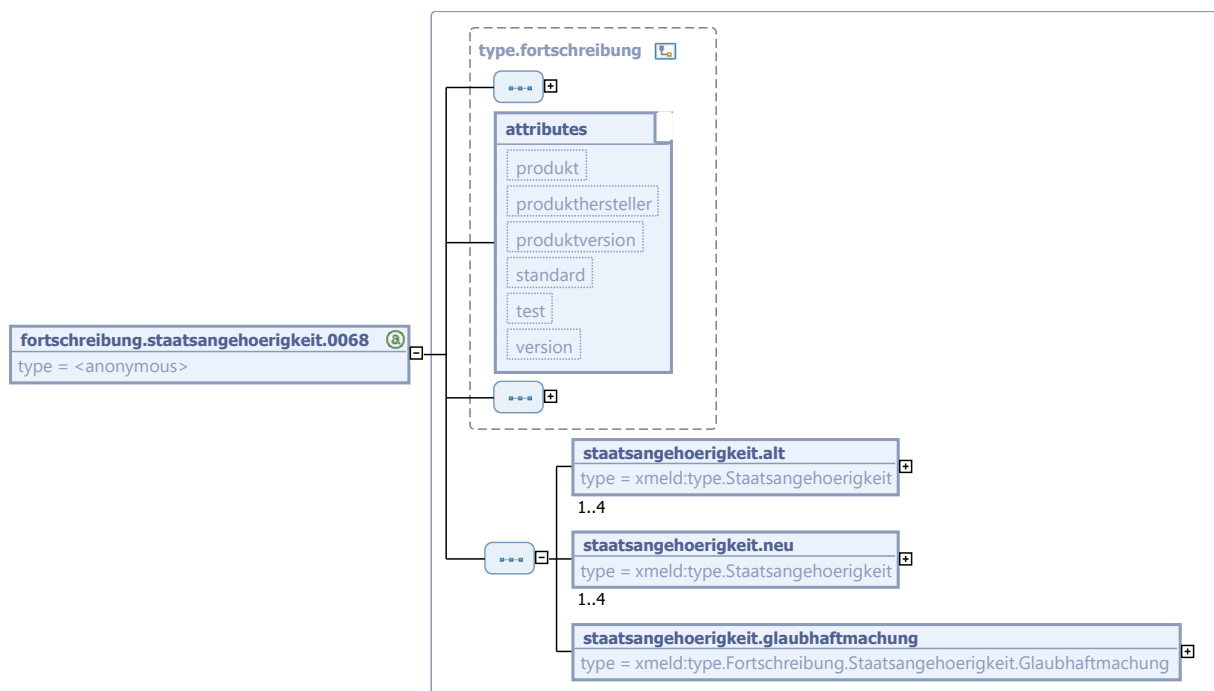 type.fortschreibung
attributes
produkt
produkthersteller
produktversion
standard
test
version
fortschreibung.staatsangehoerigkeit.0068 a
type = <anonymous>
staatsangehoerigkeit.alt
type = xmeld:type.Staatsangehoerigkeit
1..4
staatsangehoerigkeit.neu
type = xmeld:type.Staatsangehoerigkeit
1..4
staatsangehoerigkeit.glaubhaftmachung
type = xmeld:type.Fortschreibung.Staatsangehoerigkeit.Glaubhaftmachung